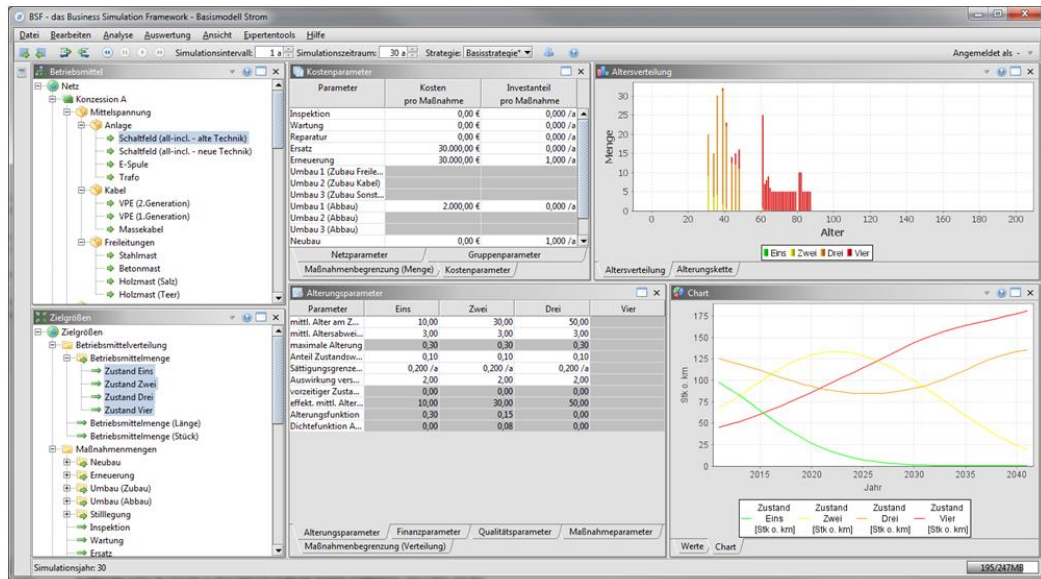 BSF - das Business Simulation Framework - Basismodell Strom
Datei Bearbeiten Analyse Auswertung Ansicht Expertentools Hilfe
Simulationsintervall: 1 a Simulationszeitraum: 30 a Strategie: Basisstrategie* Angemeldet als -
Betriebsmittel
Netz
Konzession A
Mittelspannung
Anlage
Schaltfeld (all-incl. - alte Technik)
Schaltfeld (all-incl. - neue Technik)
E-Spule
Trafo
Kabel
VPE (2.Generation)
VPE (1.Generation)
Massekabel
Freileitungen
Stahlmast
Betonmast
Holzmast (Salz)
Holzmast (Teer)
Kostenparameter
Parameter Kosten pro Maßnahme Investanteil pro Maßnahme
Inspektion 0,00 € 0,000 /a
Wartung 0,00 € 0,000 /a
Reparatur 0,00 € 0,000 /a
Ersatz 30.000,00 € 0,000 /a
Erneuerung 30.000,00 € 1,000 /a
Umbau 1 (Zubau Freile...
Umbau 2 (Zubau Kabel)
Umbau 3 (Zubau Sonst...
Umbau 1 (Abbau) 2.000,00 € 0,000 /a
Umbau 2 (Abbau)
Umbau 3 (Abbau)
Neubau 0,00 € 1,000 /a
Netzparameter Gruppenparameter
Maßnahmenbegrenzung (Menge) Kostenparameter
Altersverteilung
Menge
30
25
20
15
10
5
0
0 20 40 60 80 100 120 140 160 180 200
Alter
Eins Zwei Drei Vier
Altersverteilung Alterungskette
Zielgrößen
Zielgrößen
Betriebsmittelverteilung
Betriebsmittelmenge
Zustand Eins
Zustand Zwei
Zustand Drei
Zustand Vier
Betriebsmittelmenge (Länge)
Betriebsmittelmenge (Stück)
Maßnahmenmengen
Neubau
Erneuerung
Umbau (Zubau)
Umbau (Abbau)
Stilllegung
Inspektion
Wartung
Ersatz
Alterungsparameter
Parameter Eins Zwei Drei Vier
mittl. Alter am Z... 10,00 30,00 50,00
mittl. Altersabwei... 3,00 3,00 3,00
maximale Alterung 0,30 0,30 0,30
Anteil Zustandsw... 0,10 0,10 0,10
Sättigungsgrenze... 0,200 /a 0,200 /a 0,200 /a
Auswirkung vers... 2,00 2,00 2,00
vorzeitiger Zusta... 0,00 0,00 0,00
effekt. mittl. Alter... 10,00 30,00 50,00
Alterungsfunktion 0,30 0,15 0,00
Dichtefunktion A... 0,00 0,08 0,00
Alterungsparameter Finanzparameter Qualitätsparameter Maßnahmeparameter
Maßnahmenbegrenzung (Verteilung)
Chart
Stk o. km
175
150
125
100
75
50
25
0
2015 2020 2025 2030 2035 2040
Jahr
Zustand Zustand Zustand Zustand
Eins Zwei Drei Vier
[Stk o. km] [Stk o. km] [Stk o. km] [Stk o. km]
Werte Chart
Simulationsjahr: 30 195/247MB